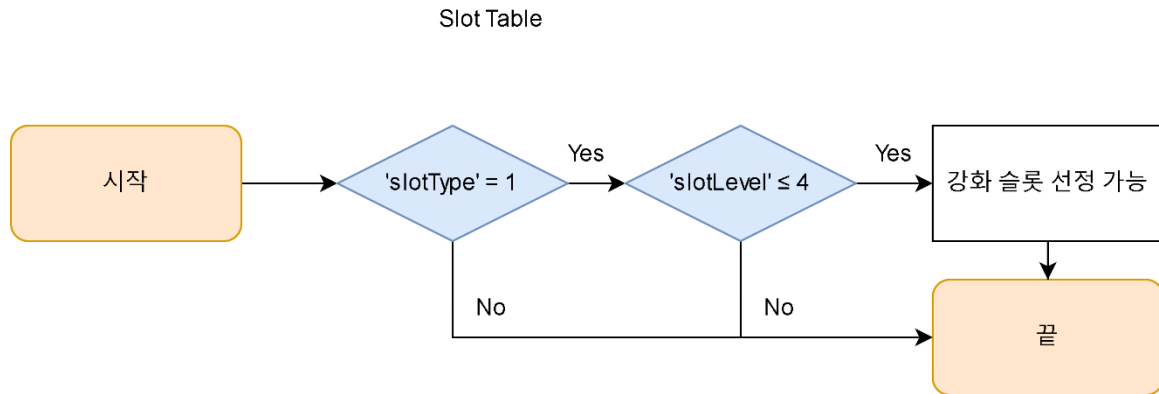 Slot Table
시작
'slotType' = 1
Yes
'slotLevel' ≤ 4
Yes
강화 슬롯 선정 가능
No
No
끝